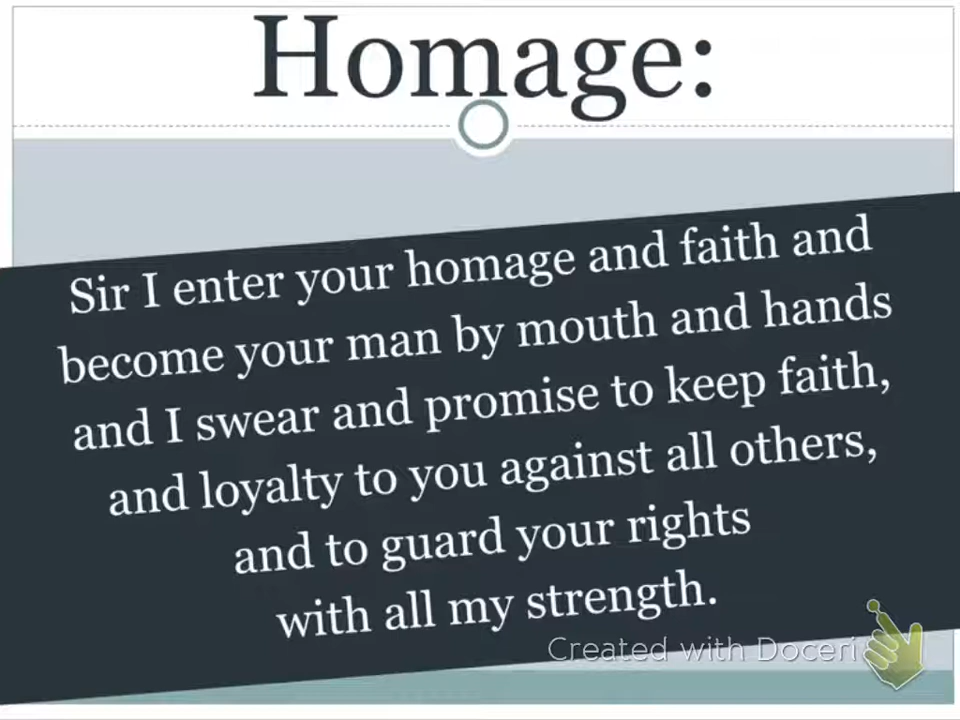 Homage:
Sir I enter your homage and faith and
become your man by mouth and hands
and I swear and promise to keep faith,
and loyalty to you against all others,
and to guard your rights
with all my strength.
Created with Doceri